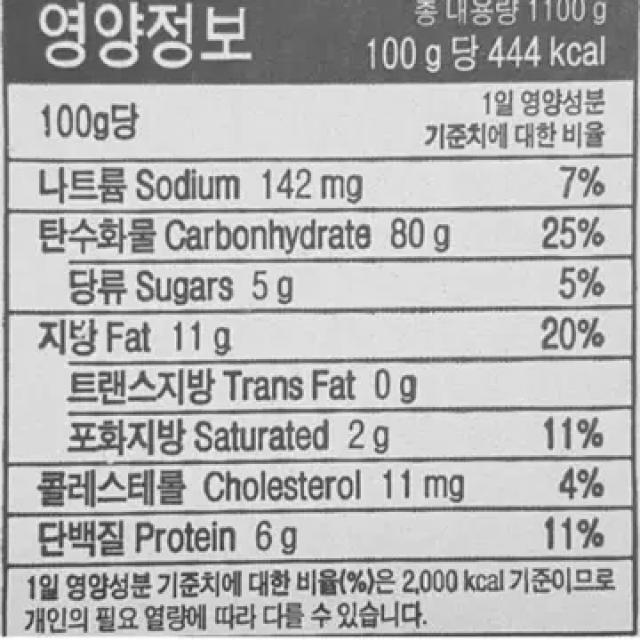 영양정보
총 내용량 1100 g
100 g 당 444 kcal
100g당
1일 영양성분
기준치에 대한 비율
나트륨 Sodium 142 mg 7%
탄수화물 Carbonhydrate 80 g 25%
당류 Sugars 5 g 5%
지방 Fat 11 g 20%
트랜스지방 Trans Fat 0 g
포화지방 Saturated 2 g 11%
콜레스테롤 Cholesterol 11 mg 4%
단백질 Protein 6 g 11%
1일 영양성분 기준치에 대한 비율(%)은 2,000 kcal 기준이므로
개인의 필요 열량에 따라 다를 수 있습니다.